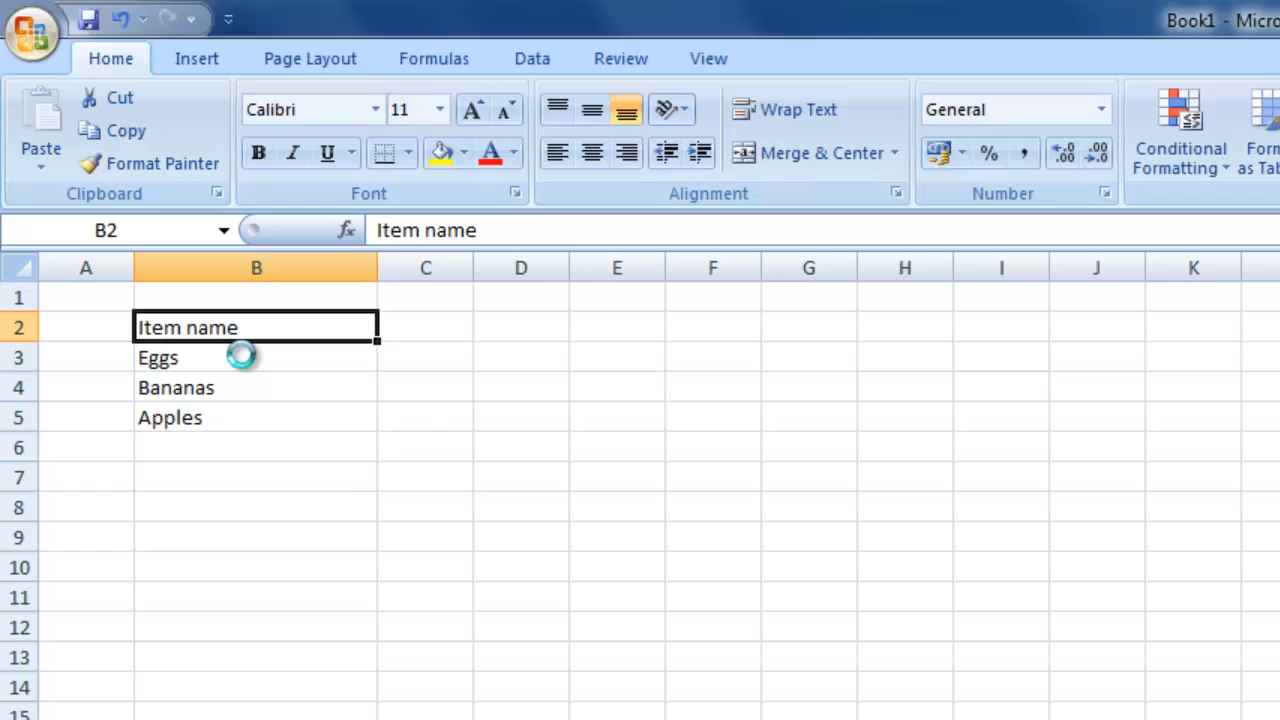 Book1 - Micro
Home Insert Page Layout Formulas Data Review View
Paste
Cut
Copy
Format Painter
Clipboard
Calibri 11
B I U
Font
Wrap Text
Merge & Center
Alignment
General
% ,
Number
Conditional Formatting
Form
as Tab
B2 fx Item name
A B C D E F G H I J K
1
2 Item name
3 Eggs
4 Bananas
5 Apples
6
7
8
9
10
11
12
13
14
15